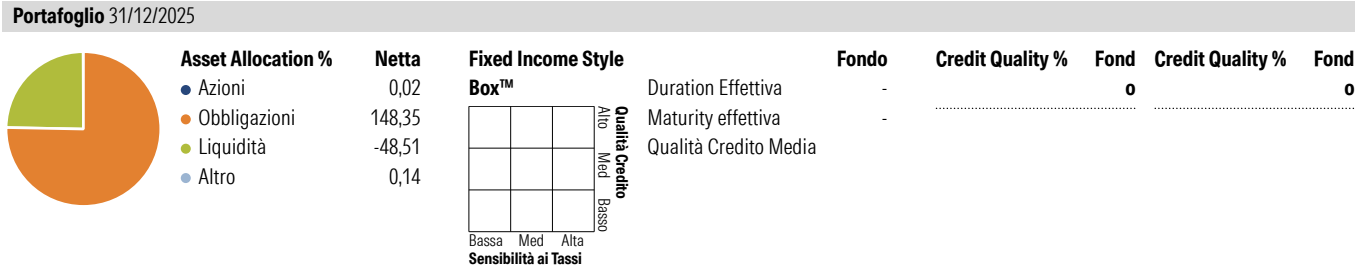 Portafoglio 31/12/2025
Asset Allocation % Netta
Azioni 0,02
Obbligazioni 148,35
Liquidità -48,51
Altro 0,14
Fixed Income Style
Box™
Alto Med Basso
Qualità Credito
Bassa Med Alta
Sensibilità ai Tassi
Fondo
Duration Effettiva -
Maturity effettiva -
Qualità Credito Media
Credit Quality % Fond
o
Credit Quality % Fond
o